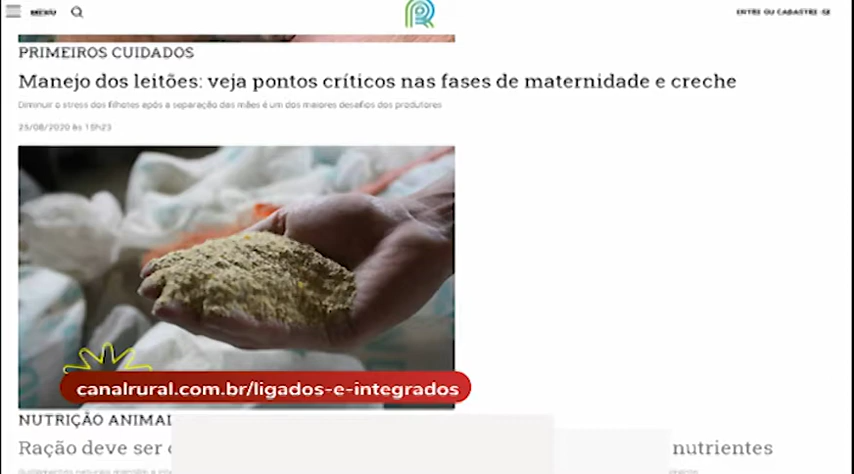 MENU
ENTRE OU CADASTRE-SE
PRIMEIROS CUIDADOS
Manejo dos leitões: veja pontos críticos nas fases de maternidade e creche
Diminuir o stress dos filhotes após a separação das mães é um dos maiores desafios dos produtores
25/08/2020 às 15h23
canalrural.com.br/ligados-e-integrados
NUTRIÇÃO ANIMAL
Ração deve ser nutrientes